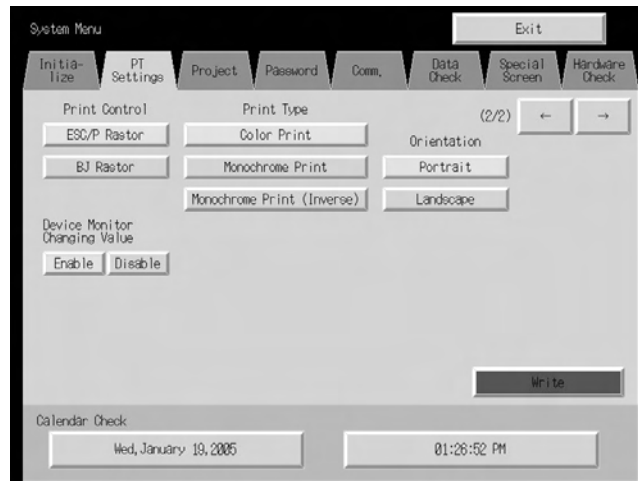 System Menu
Exit
Initia-
lize
PT
Settings
Project
Password
Comm.
Data
Check
Special
Screen
Hardware
Check
Print Control
Print Type
(2/2)
←
→
ESC/P Rastor
Color Print
Orientation
BJ Rastor
Monochrome Print
Portrait
Monochrome Print (Inverse)
Landscape
Device Monitor
Changing Value
Enable
Disable
Write
Calendar Check
Wed,January 19,2005
01:26:52 PM